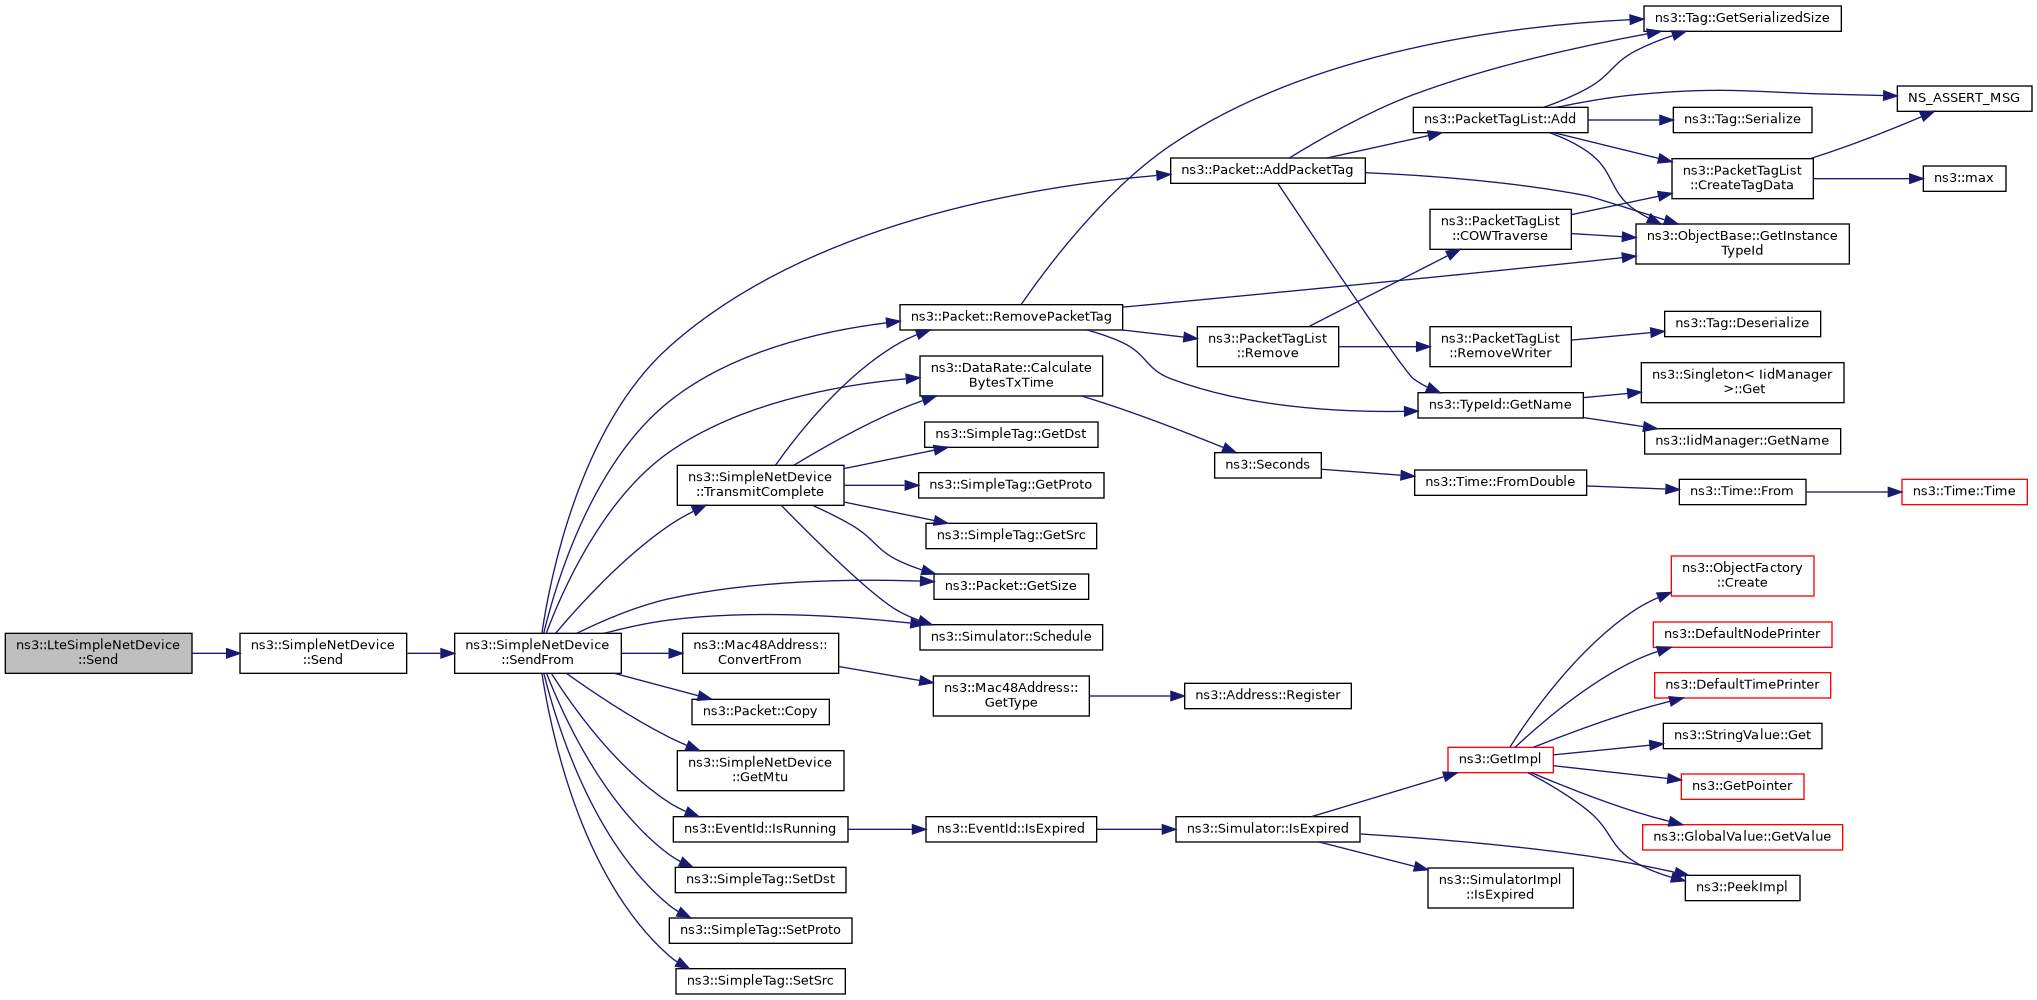 ns3::LteSimpleNetDevice
::Send
ns3::SimpleNetDevice
::Send
ns3::SimpleNetDevice
::SendFrom
ns3::Packet::AddPacketTag
ns3::Packet::RemovePacketTag
ns3::DataRate::Calculate
BytesTxTime
ns3::SimpleNetDevice
::TransmitComplete
ns3::SimpleTag::GetDst
ns3::SimpleTag::GetProto
ns3::SimpleTag::GetSrc
ns3::Packet::GetSize
ns3::Simulator::Schedule
ns3::Mac48Address::
ConvertFrom
ns3::Mac48Address::
GetType
ns3::Address::Register
ns3::Packet::Copy
ns3::SimpleNetDevice
::GetMtu
ns3::EventId::IsRunning
ns3::EventId::IsExpired
ns3::Simulator::IsExpired
ns3::SimpleTag::SetDst
ns3::SimpleTag::SetProto
ns3::SimpleTag::SetSrc
ns3::Tag::GetSerializedSize
ns3::PacketTagList::Add
NS_ASSERT_MSG
ns3::Tag::Serialize
ns3::PacketTagList
::CreateTagData
ns3::max
ns3::PacketTagList
::COWTraverse
ns3::ObjectBase::GetInstance
TypeId
ns3::PacketTagList
::Remove
ns3::PacketTagList
::RemoveWriter
ns3::Tag::Deserialize
ns3::TypeId::GetName
ns3::Singleton< IidManager
>::Get
ns3::IidManager::GetName
ns3::Seconds
ns3::Time::FromDouble
ns3::Time::From
ns3::Time::Time
ns3::GetImpl
ns3::ObjectFactory
::Create
ns3::DefaultNodePrinter
ns3::DefaultTimePrinter
ns3::StringValue::Get
ns3::GetPointer
ns3::GlobalValue::GetValue
ns3::PeekImpl
ns3::SimulatorImpl
::IsExpired